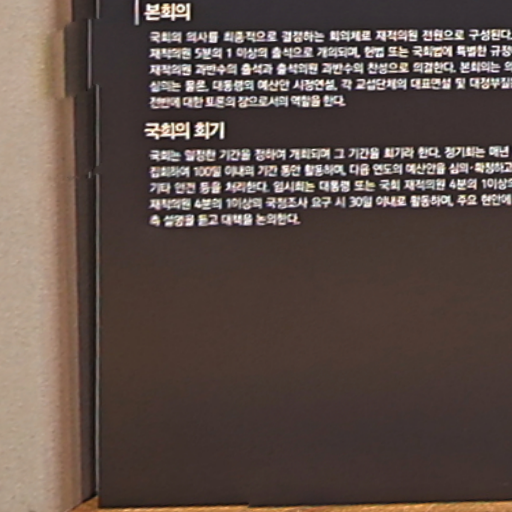 본회의
국회의 의사를 최종적으로 결정하는 회의체로 재적의원 전원으로 구성된다.
재적의원 5분의 1 이상의 출석으로 개의되며, 헌법 또는 국회법에 특별한 규정
재적의원 과반수의 출석과 출석의원 과반수의 찬성으로 의결한다. 본회의는 의
심의는 물론, 대통령의 예산안 시정연설, 각 교섭단체의 대표연설 및 대정부질
전반에 대한 토론의 장으로서의 역할을 한다.
국회의 회기
국회는 일정한 기간을 정하여 개회되며 그 기간을 회기라 한다. 정기회는 매년
집회하여 100일 이내의 기간 동안 활동하며, 다음 연도의 예산안을 심의·확정하고
기타 안건 등을 처리한다. 임시회는 대통령 또는 국회 재적의원 4분의 1이상의
재적의원 4분의 1이상의 국정조사 요구 시 30일 이내로 활동하며, 주요 현안에
측 설명을 듣고 대책을 논의한다.